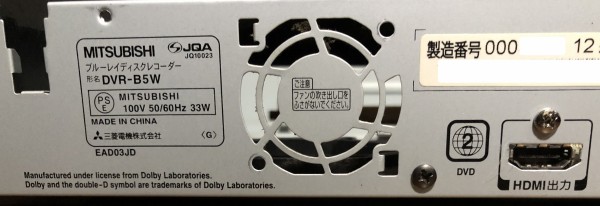 MITSUBISHI JQA
JQ10023
ブルーレイディスクレコーダー
形名 DVR-B5W
PS E MITSUBISHI
100V 50/60Hz 33W
MADE IN CHINA
三菱電機株式会社 〈G〉
EAD03JD
Manufactured under license from Dolby Laboratories.
Dolby and the double-D symbol are trademarks of Dolby Laboratories.
ご注意
ファンの吹き出し口を
ふさがないでください。
製造番号 000 12
2
DVD
HDMI 出力